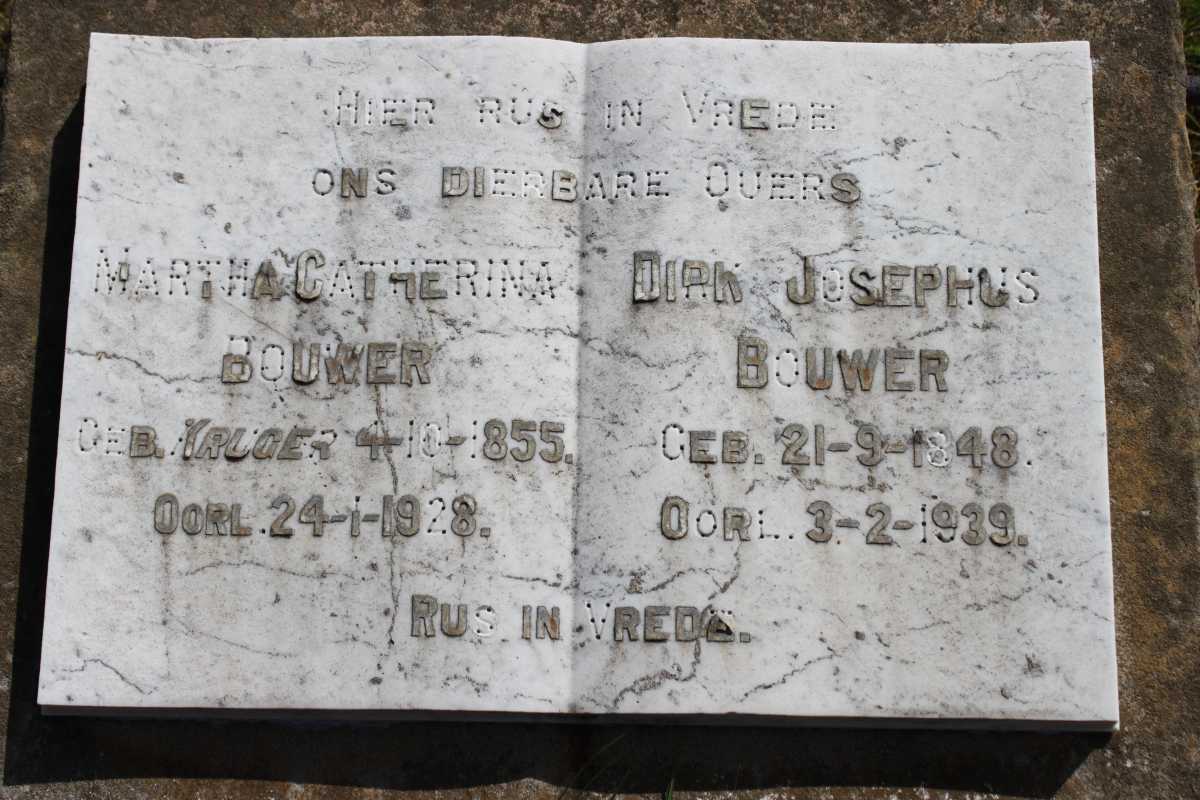 HIER RUS IN VREDE
ONS DIERBARE OUERS
MARTHA CATHERINA
BOUWER
GEB. KRUGER 4-10-1855.
OORL. 24-1-1928.
DIRK JOSEPHUS
BOUWER
GEB. 21-9-1848.
OORL. 3-2-1939.
RUS IN VREDE.